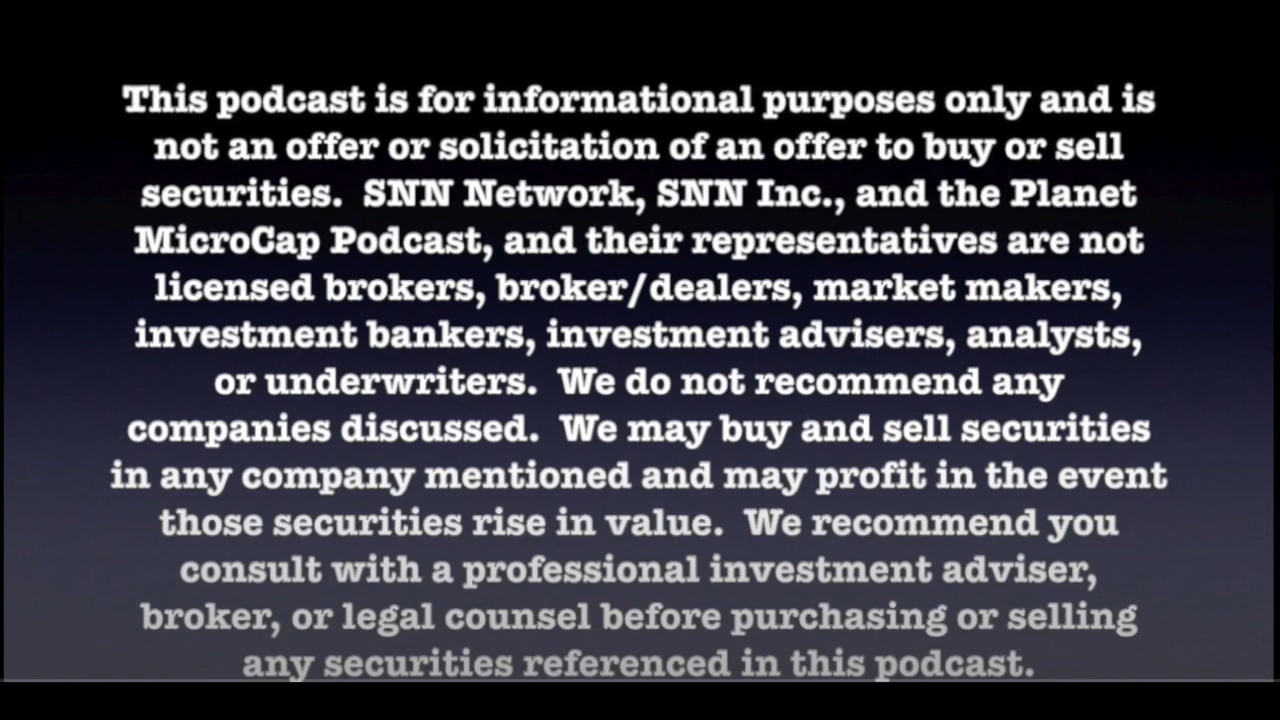 This podcast is for informational purposes only and is
not an offer or solicitation of an offer to buy or sell
securities.  SNN Network, SNN Inc., and the Planet
MicroCap Podcast, and their representatives are not
licensed brokers, broker/dealers, market makers,
investment bankers, investment advisers, analysts,
or underwriters.  We do not recommend any
companies discussed.  We may buy and sell securities
in any company mentioned and may profit in the event
those securities rise in value.  We recommend you
consult with a professional investment adviser,
broker, or legal counsel before purchasing or selling
any securities referenced in this podcast.